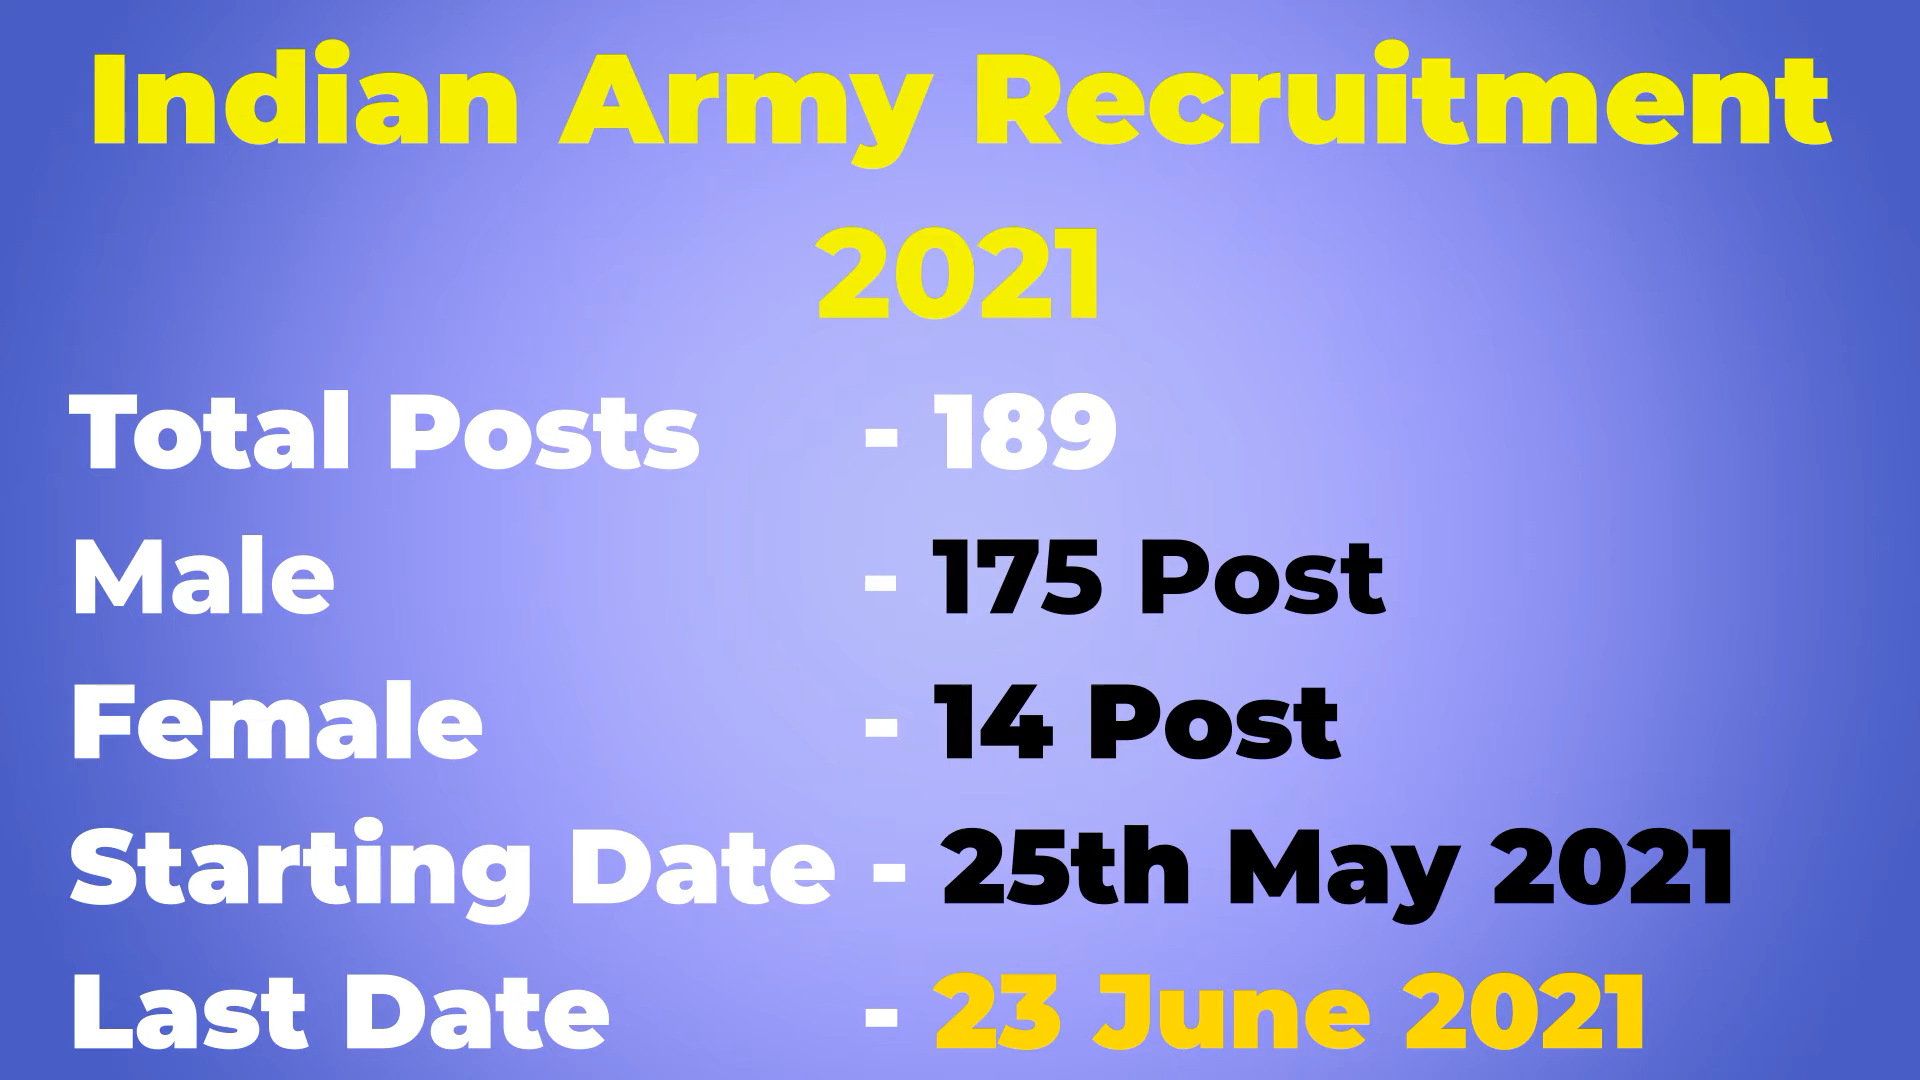 Indian Army Recruitment
2021
Total Posts - 189
Male - 175 Post
Female - 14 Post
Starting Date - 25th May 2021
Last Date - 23 June 2021